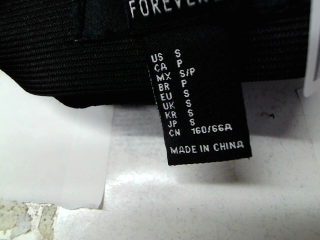 FOREVER
US S
CA P
MX S/P
BR P
EU S
UK S
KR S
JP S
CN 160/66A
MADE IN CHINA